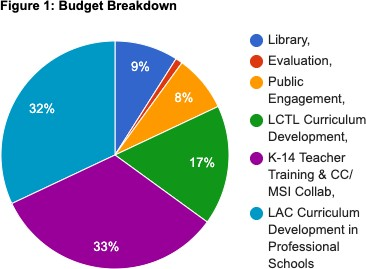 Figure 1: Budget Breakdown
9%
8%
17%
33%
32%
Library,
Evaluation,
Public
Engagement,
LCTL Curriculum
Development,
K-14 Teacher
Training & CC/
MSI Collab,
LAC Curriculum
Development in
Professional
Schools